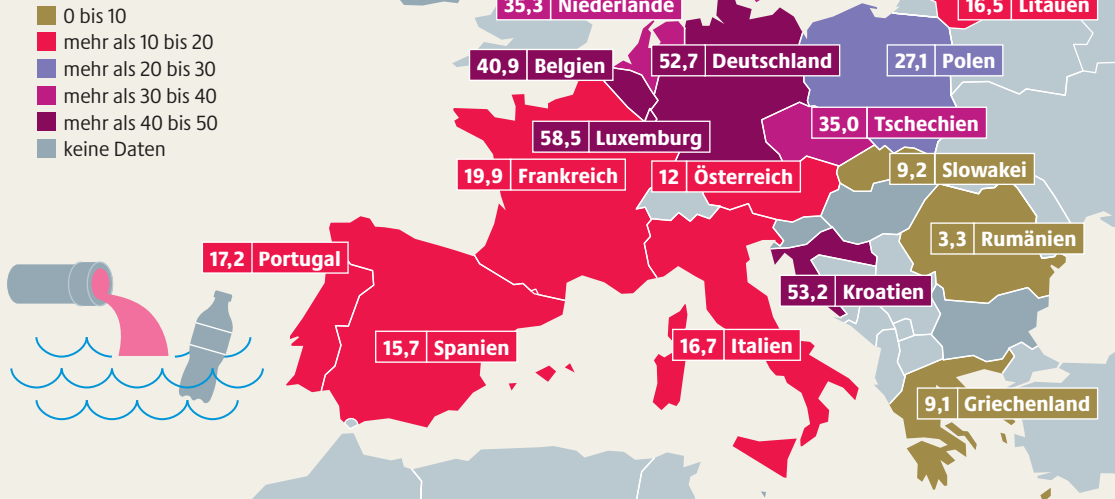 0 bis 10
mehr als 10 bis 20
mehr als 20 bis 30
mehr als 30 bis 40
mehr als 40 bis 50
keine Daten
35,3 Niederlande
16,5 Litauen
40,9 Belgien
52,7 Deutschland
27,1 Polen
58,5 Luxemburg
35,0 Tschechien
19,9 Frankreich
12 Österreich
9,2 Slowakei
17,2 Portugal
3,3 Rumänien
53,2 Kroatien
15,7 Spanien
16,7 Italien
9,1 Griechenland